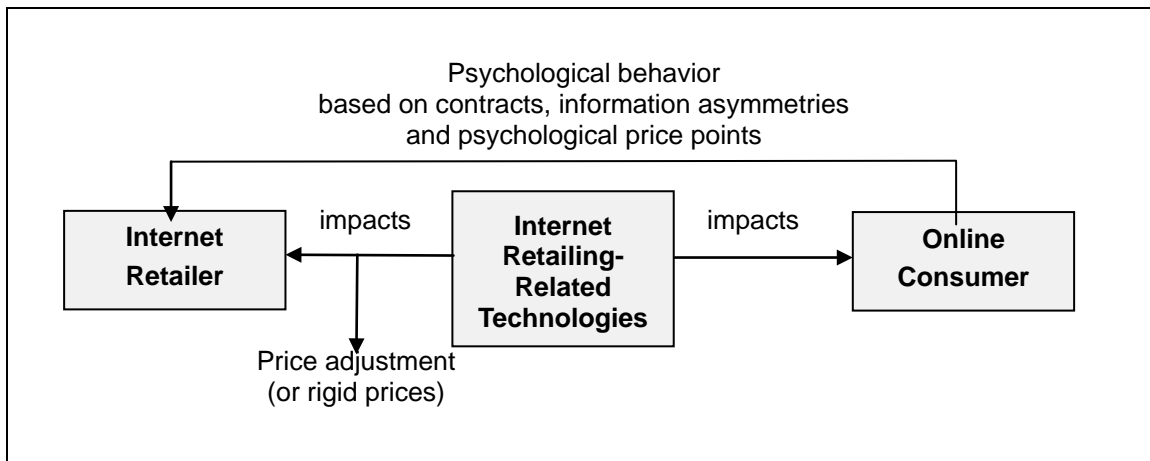 Psychological behavior
based on contracts, information asymmetries
and psychological price points
Internet
Retailer
impacts
Internet
Retailing-
Related
Technologies
impacts
Online
Consumer
Price adjustment
(or rigid prices)